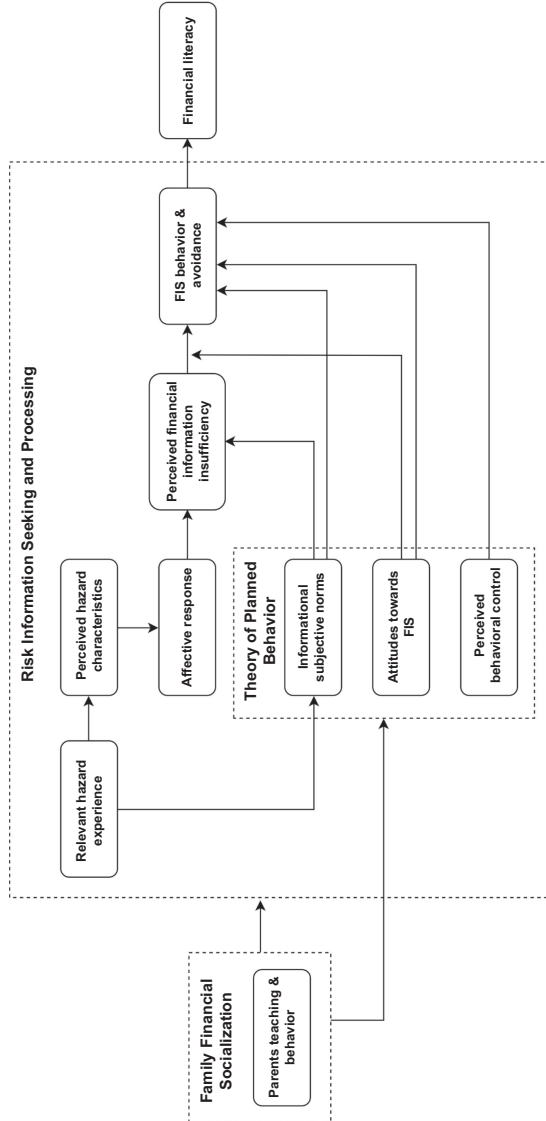 Family Financial
Socialization
Parents teaching &
behavior
Risk Information Seeking and Processing
Relevant hazard
experience
Perceived hazard
characteristics
Affective response
Perceived financial
information
insufficiency
FIS behavior &
avoidance
Financial literacy
Theory of Planned
Behavior
Informational
subjective norms
Attitudes towards
FIS
Perceived
behavioral control